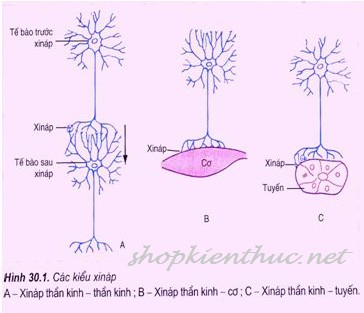 Tế bào trước
xináp
Xináp
Tế bào sau
xináp
A
Xináp
Cơ
B
Xináp
Tuyến
C
shopkienthuc.net
Hình 30.1. Các kiểu xináp
A – Xináp thần kinh – thần kinh ; B – Xináp thần kinh – cơ ; C – Xináp thần kinh – tuyến.